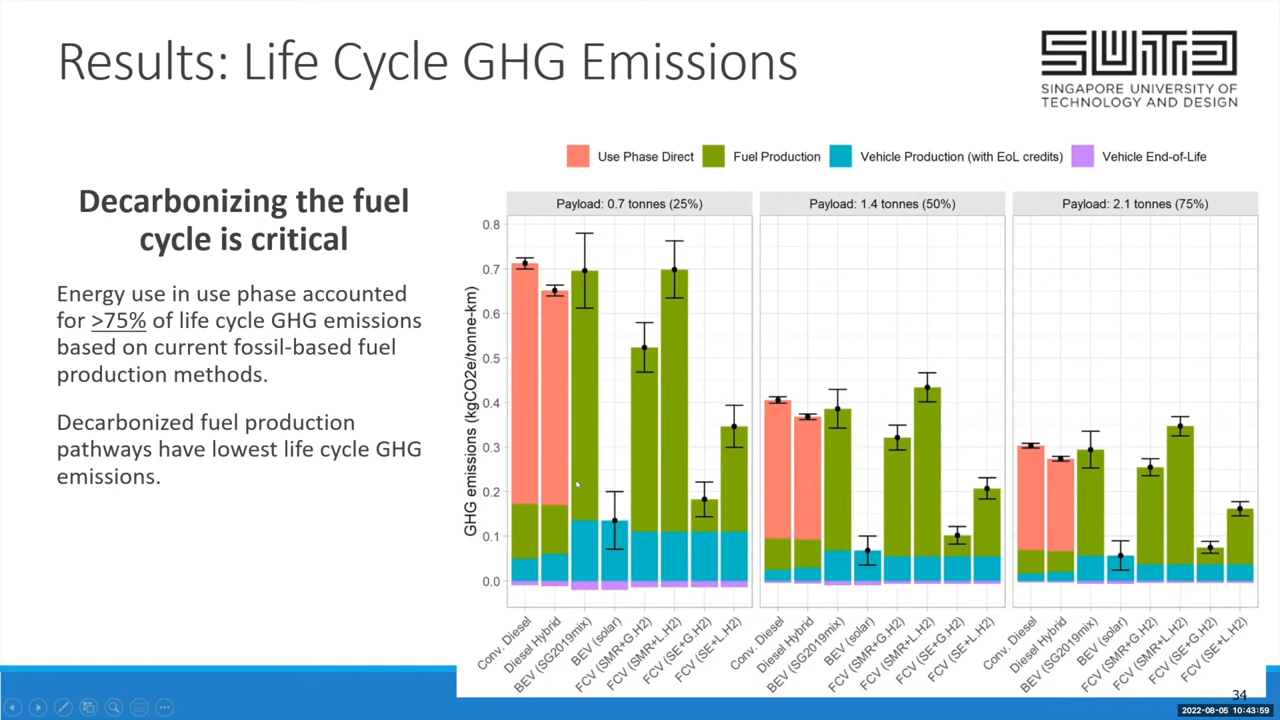 Results: Life Cycle GHG Emissions
SUTD
SINGAPORE UNIVERSITY OF
TECHNOLOGY AND DESIGN
Decarbonizing the fuel
cycle is critical
Energy use in use phase accounted
for >75% of life cycle GHG emissions
based on current fossil-based fuel
production methods.
Decarbonized fuel production
pathways have lowest life cycle GHG
emissions.
Use Phase Direct
Fuel Production
Vehicle Production (with EoL credits)
Vehicle End-of-Life
Payload: 0.7 tonnes (25%)
Payload: 1.4 tonnes (50%)
Payload: 2.1 tonnes (75%)
GHG emissions (kgCO2e/tonne-km)
0.8
0.7
0.6
0.5
0.4
0.3
0.2
0.1
0.0
Conv. Diesel
Diesel Hybrid
BEV (SG2019mix)
BEV (solar)
FCV (SMR+G.H2)
FCV (SMR+L.H2)
FCV (SE+G.H2)
FCV (SE+L.H2)
Conv. Diesel
Diesel Hybrid
BEV (SG2019mix)
BEV (solar)
FCV (SMR+G.H2)
FCV (SMR+L.H2)
FCV (SE+G.H2)
FCV (SE+L.H2)
Conv. Diesel
Diesel Hybrid
BEV (SG2019mix)
BEV (solar)
FCV (SMR+G.H2)
FCV (SMR+L.H2)
FCV (SE+G.H2)
FCV (SE+L.H2)
34
2022-08-05 10:43:59